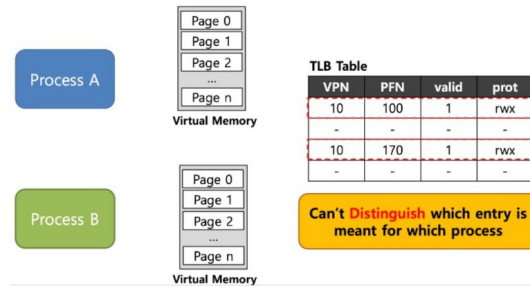 Process A
Page 0
Page 1
Page 2
...
Page n
Virtual Memory
Process B
Page 0
Page 1
Page 2
...
Page n
Virtual Memory
TLB Table
VPN PFN valid prot
10 100 1 rwx
- - - -
10 170 1 rwx
- - - -
Can't Distinguish which entry is
meant for which process